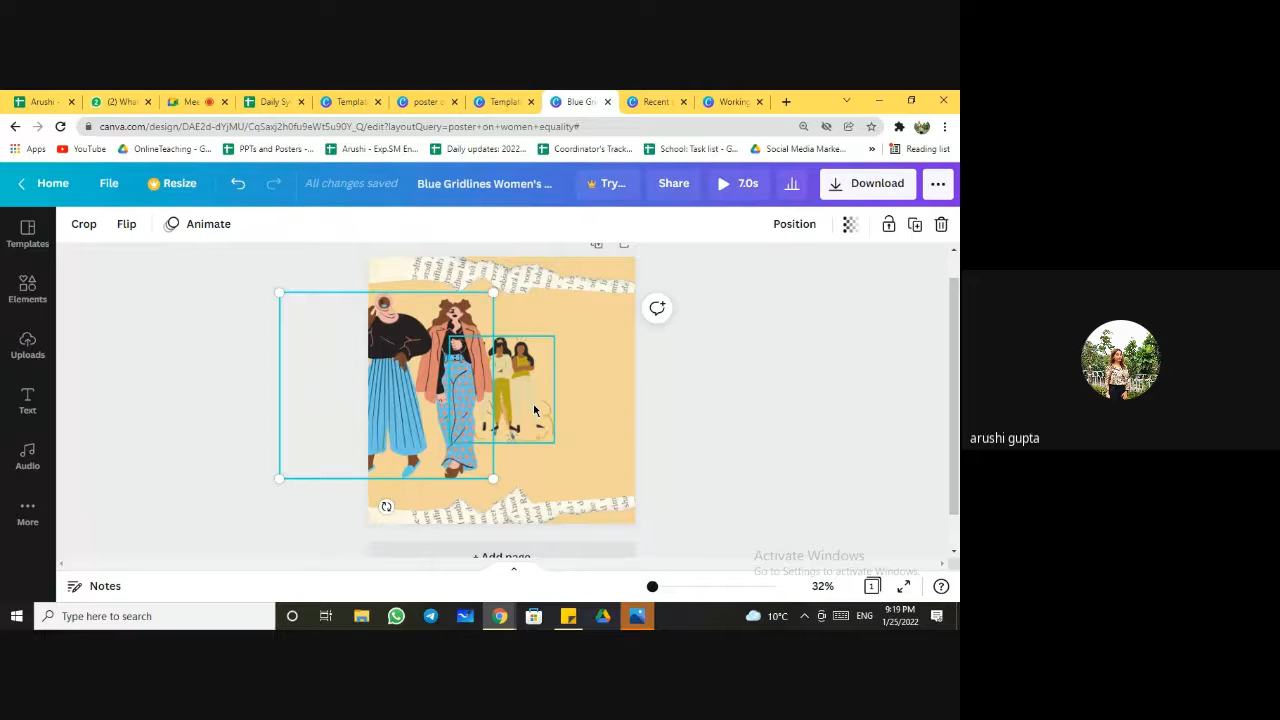 Arushi -
(2) What
Mee
Daily Sy
Templat
poster o
Templat
Blue Gri
Recent
Working
canva.com/design/DAE2d-dYjMU/CqSaxj2h0fu9eWt5u90Y_Q/edit?layoutQuery=poster+on+women+equality#
Apps
YouTube
OnlineTeaching - G...
PPTs and Posters -...
Arushi - Exp.SM En...
Daily updates: 2022...
Coordinator's Track...
School: Task list - G...
Social Media Marke...
»
Reading list
Home
File
Resize
All changes saved
Blue Gridlines Women's ...
Try...
Share
7.0s
Download
Crop
Flip
Animate
Position
Templates
Elements
Uploads
Text
Audio
More
+ Add page
Activate Windows
Go to Settings to activate Windows.
Notes
32%
1
Type here to search
10°C
ENG
9:19 PM
1/25/2022
arushi gupta